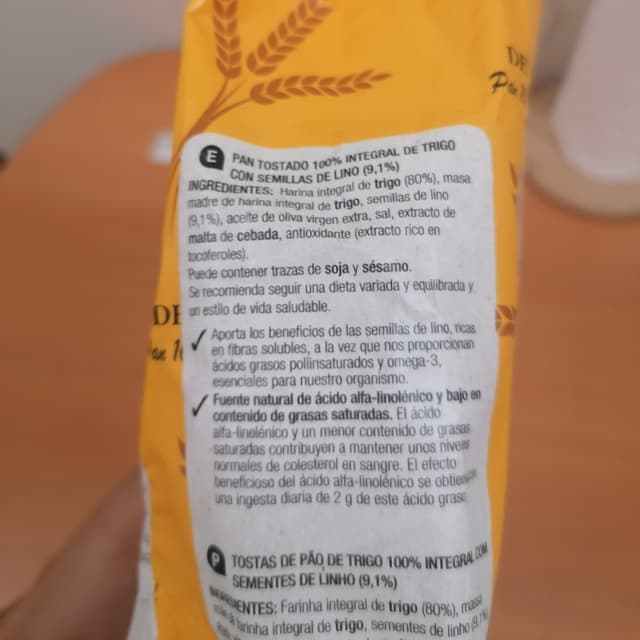 E
PAN TOSTADO 100% INTEGRAL DE TRIGO
CON SEMILLAS DE LINO (9,1%)
INGREDIENTES: Harina integral de trigo (80%), masa
madre de harina integral de trigo, semillas de lino
(9,1%), aceite de oliva virgen extra, sal, extracto de
malta de cebada, antioxidante (extracto rico en
tocoferoles).
Puede contener trazas de soja y sésamo.
Se recomienda seguir una dieta variada y equilibrada y
un estilo de vida saludable.
✓ Aporta los beneficios de las semillas de lino, ricas
en fibras solubles, a la vez que nos proporcionan
ácidos grasos poliinsaturados y omega-3,
esenciales para nuestro organismo.
✓ Fuente natural de ácido alfa-linolénico y bajo en
contenido de grasas saturadas. El ácido
alfa-linolénico y un menor contenido de grasas
saturadas contribuyen a mantener unos niveles
normales de colesterol en sangre. El efecto
beneficioso del ácido alfa-linolénico se obtiene con
una ingesta diaria de 2 g de este ácido graso
P
TOSTAS DE PÃO DE TRIGO 100% INTEGRAL COM
SEMENTES DE LINHO (9,1%)
INGREDIENTES: Farinha integral de trigo (80%), massa
farinha integral de trigo, sementes de linho (9,1%